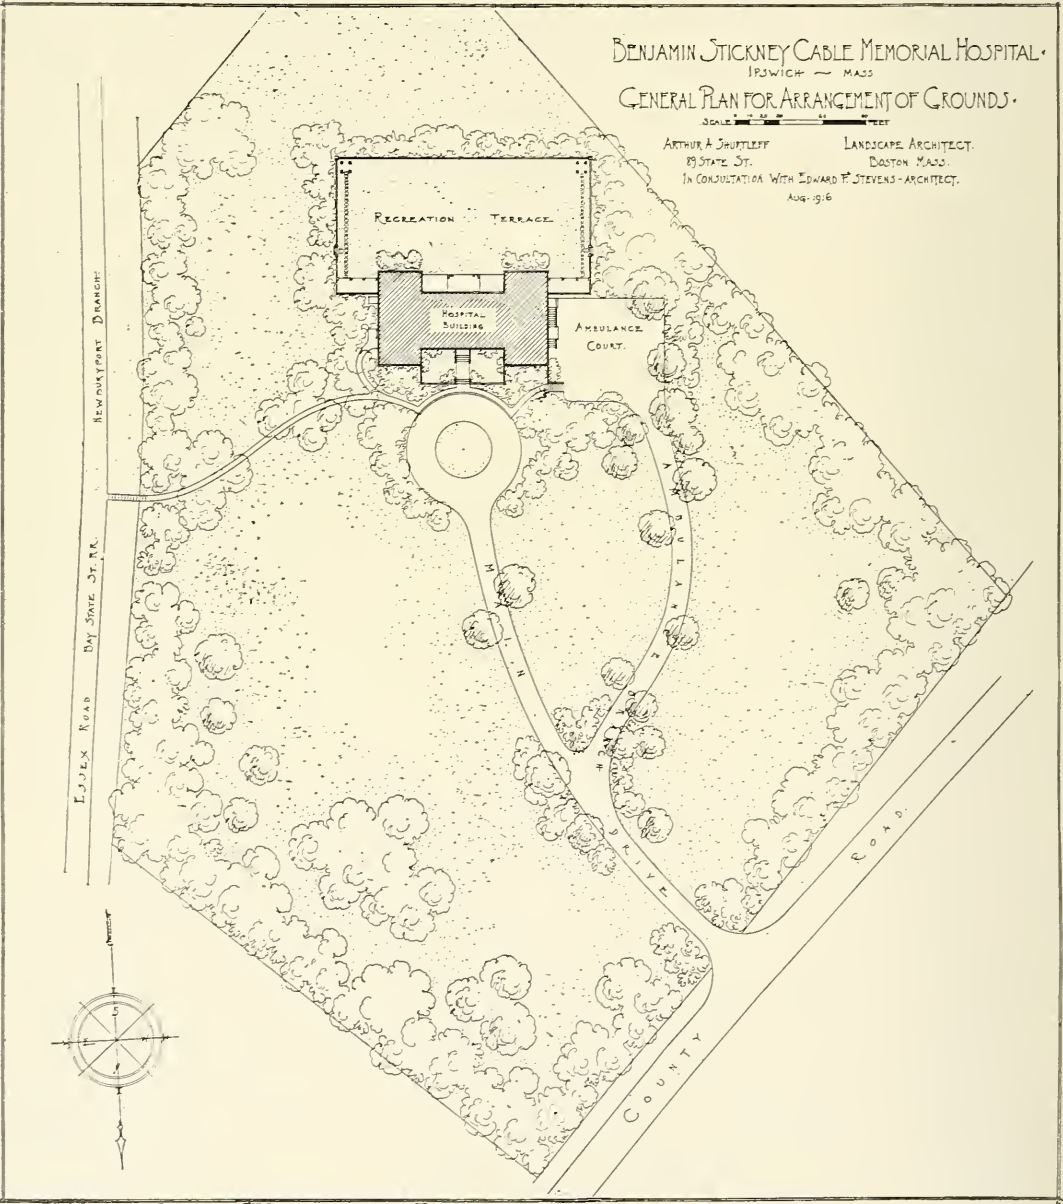 BENJAMIN STICKNEY CABLE MEMORIAL HOSPITAL.
IPSWICH ~ MASS
GENERAL PLAN FOR ARRANGEMENT OF GROUNDS.
SCALE FEET
ARTHUR A SHURTLEFF LANDSCAPE ARCHITECT.
89 STATE ST. BOSTON MASS.
IN CONSULTATION WITH EDWARD F. STEVENS - ARCHITECT.
AUG. 1916
RECREATION TERRACE
HOSPITAL
BUILDING
AMBULANCE
COURT.
NEWBURYPORT BRANCH
ESSEX ROAD BAY STATE ST. RR.
MAIN DRIVE
AMBULANCE BRANCH
COUNTY ROAD
S
E